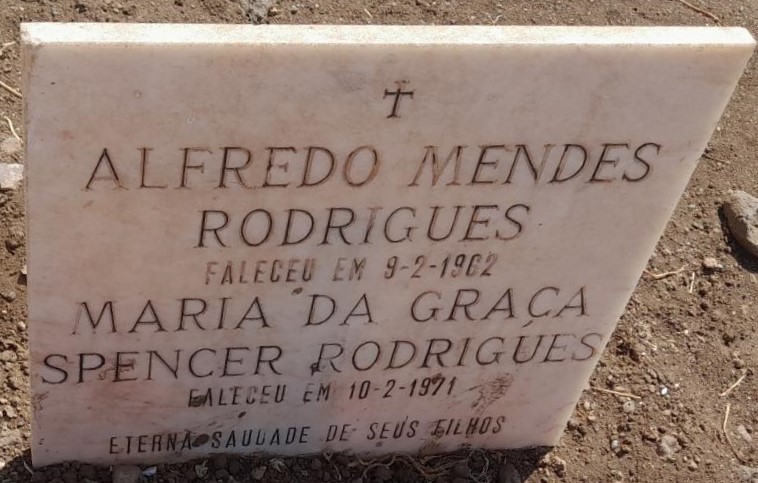 ALFREDO MENDES
RODRIGUES
FALECEU EM 9-2-1962
MARIA DA GRAÇA
SPENCER RODRIGUES
FALECEU EM 10-2-1971
ETERNA SAUDADE DE SEUS FILHOS